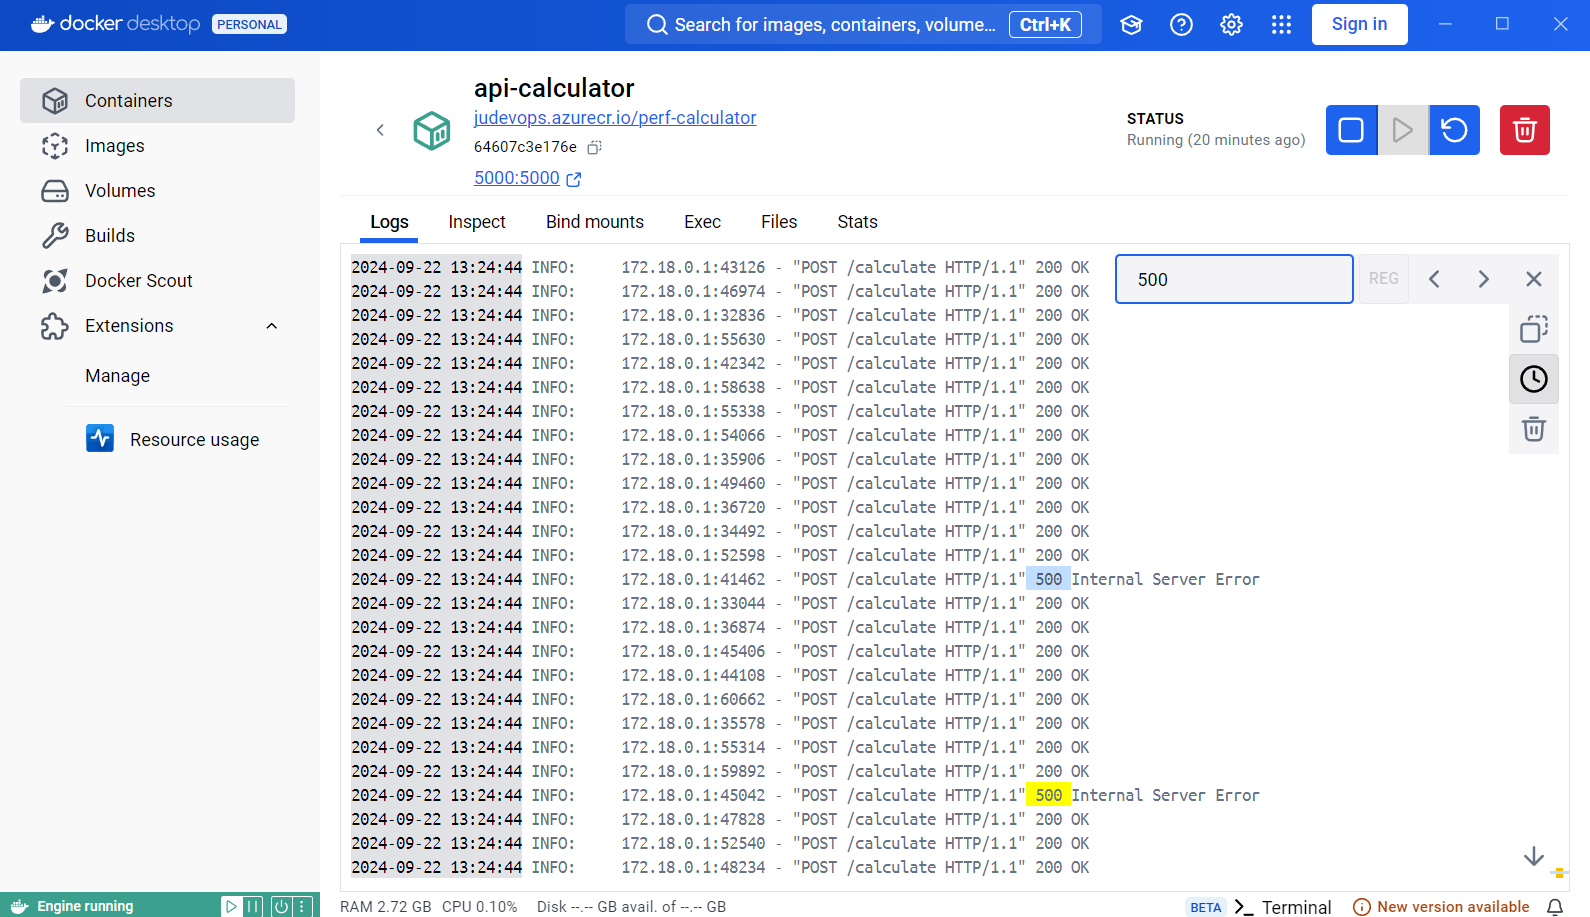 docker desktop PERSONAL
Search for images, containers, volume... Ctrl+K
Sign in
Containers
Images
Volumes
Builds
Docker Scout
Extensions
Manage
Resource usage
api-calculator
judevops.azurecr.io/perf-calculator
64607c3e176e
5000:5000
STATUS
Running (20 minutes ago)
Logs Inspect Bind mounts Exec Files Stats
500
REG
2024-09-22 13:24:44 INFO: 172.18.0.1:43126 - "POST /calculate HTTP/1.1" 200 OK
2024-09-22 13:24:44 INFO: 172.18.0.1:46974 - "POST /calculate HTTP/1.1" 200 OK
2024-09-22 13:24:44 INFO: 172.18.0.1:32836 - "POST /calculate HTTP/1.1" 200 OK
2024-09-22 13:24:44 INFO: 172.18.0.1:55630 - "POST /calculate HTTP/1.1" 200 OK
2024-09-22 13:24:44 INFO: 172.18.0.1:42342 - "POST /calculate HTTP/1.1" 200 OK
2024-09-22 13:24:44 INFO: 172.18.0.1:58638 - "POST /calculate HTTP/1.1" 200 OK
2024-09-22 13:24:44 INFO: 172.18.0.1:55338 - "POST /calculate HTTP/1.1" 200 OK
2024-09-22 13:24:44 INFO: 172.18.0.1:54066 - "POST /calculate HTTP/1.1" 200 OK
2024-09-22 13:24:44 INFO: 172.18.0.1:35906 - "POST /calculate HTTP/1.1" 200 OK
2024-09-22 13:24:44 INFO: 172.18.0.1:49460 - "POST /calculate HTTP/1.1" 200 OK
2024-09-22 13:24:44 INFO: 172.18.0.1:36720 - "POST /calculate HTTP/1.1" 200 OK
2024-09-22 13:24:44 INFO: 172.18.0.1:34492 - "POST /calculate HTTP/1.1" 200 OK
2024-09-22 13:24:44 INFO: 172.18.0.1:52598 - "POST /calculate HTTP/1.1" 200 OK
2024-09-22 13:24:44 INFO: 172.18.0.1:41462 - "POST /calculate HTTP/1.1" 500 Internal Server Error
2024-09-22 13:24:44 INFO: 172.18.0.1:33044 - "POST /calculate HTTP/1.1" 200 OK
2024-09-22 13:24:44 INFO: 172.18.0.1:36874 - "POST /calculate HTTP/1.1" 200 OK
2024-09-22 13:24:44 INFO: 172.18.0.1:45406 - "POST /calculate HTTP/1.1" 200 OK
2024-09-22 13:24:44 INFO: 172.18.0.1:44108 - "POST /calculate HTTP/1.1" 200 OK
2024-09-22 13:24:44 INFO: 172.18.0.1:60662 - "POST /calculate HTTP/1.1" 200 OK
2024-09-22 13:24:44 INFO: 172.18.0.1:35578 - "POST /calculate HTTP/1.1" 200 OK
2024-09-22 13:24:44 INFO: 172.18.0.1:55314 - "POST /calculate HTTP/1.1" 200 OK
2024-09-22 13:24:44 INFO: 172.18.0.1:59892 - "POST /calculate HTTP/1.1" 200 OK
2024-09-22 13:24:44 INFO: 172.18.0.1:45042 - "POST /calculate HTTP/1.1" 500 Internal Server Error
2024-09-22 13:24:44 INFO: 172.18.0.1:47828 - "POST /calculate HTTP/1.1" 200 OK
2024-09-22 13:24:44 INFO: 172.18.0.1:52540 - "POST /calculate HTTP/1.1" 200 OK
2024-09-22 13:24:44 INFO: 172.18.0.1:48234 - "POST /calculate HTTP/1.1" 200 OK
Engine running
RAM 2.72 GB CPU 0.10% Disk --.-- GB avail. of --.-- GB
BETA >_ Terminal
New version available